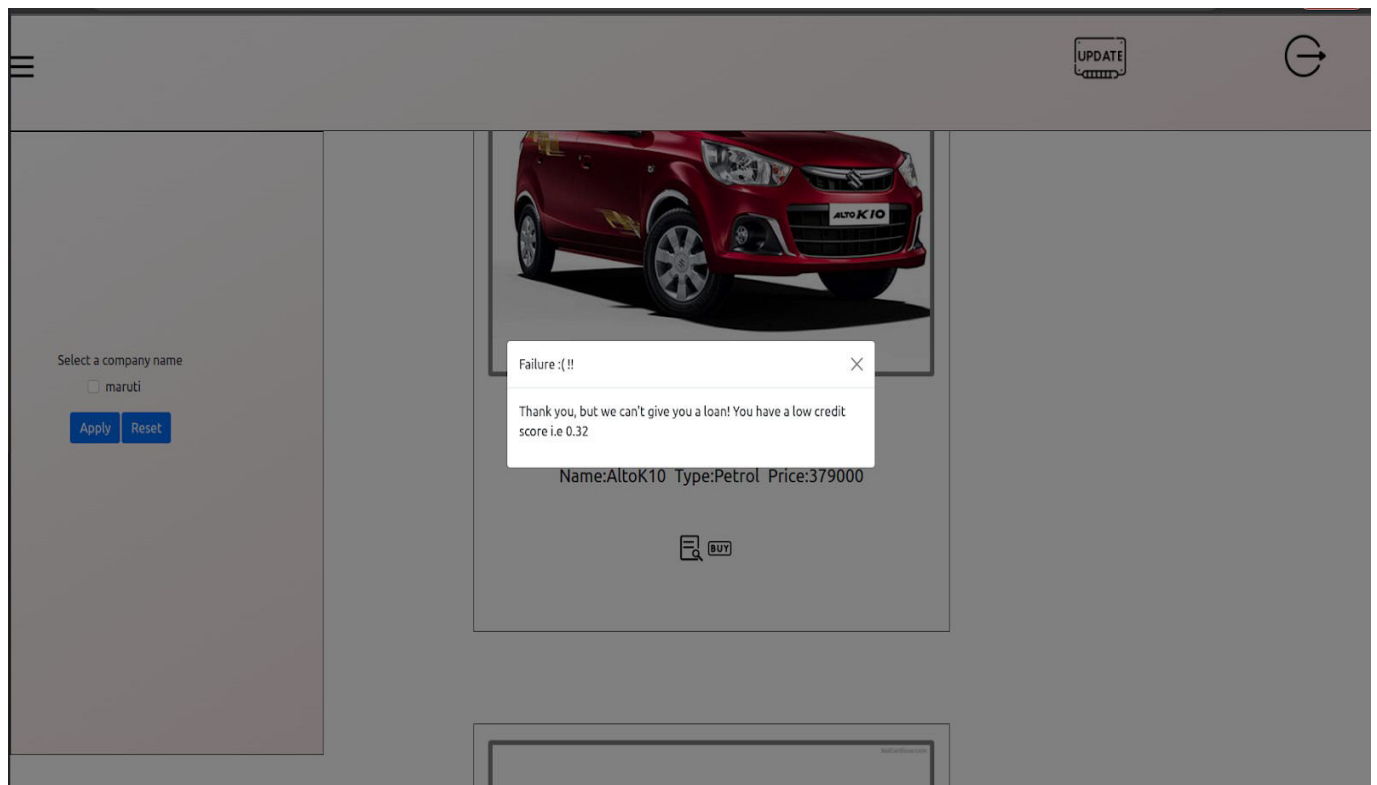 UPDATE
ALTO K10
Select a company name
maruti
Apply Reset
Failure :( !!
Thank you, but we can't give you a loan! You have a low credit
score i.e 0.32
Name:AltoK10 Type:Petrol Price:379000
BUY